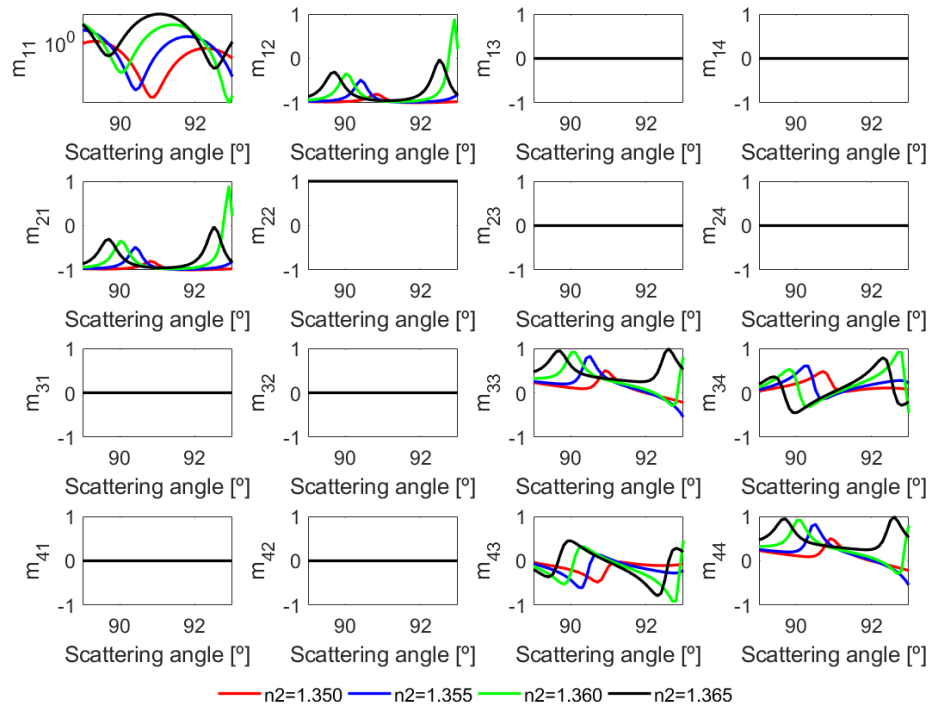 m11 10^0 90 92 Scattering angle [º]
m12 1 0 -1 90 92 Scattering angle [º]
m13 1 0 -1 90 92 Scattering angle [º]
m14 1 0 -1 90 92 Scattering angle [º]
m21 1 0 -1 90 92 Scattering angle [º]
m22 1 0 -1 90 92 Scattering angle [º]
m23 1 0 -1 90 92 Scattering angle [º]
m24 1 0 -1 90 92 Scattering angle [º]
m31 1 0 -1 90 92 Scattering angle [º]
m32 1 0 -1 90 92 Scattering angle [º]
m33 1 0 -1 90 92 Scattering angle [º]
m34 1 0 -1 90 92 Scattering angle [º]
m41 1 0 -1 90 92 Scattering angle [º]
m42 1 0 -1 90 92 Scattering angle [º]
m43 1 0 -1 90 92 Scattering angle [º]
m44 1 0 -1 90 92 Scattering angle [º]
n2=1.350 n2=1.355 n2=1.360 n2=1.365